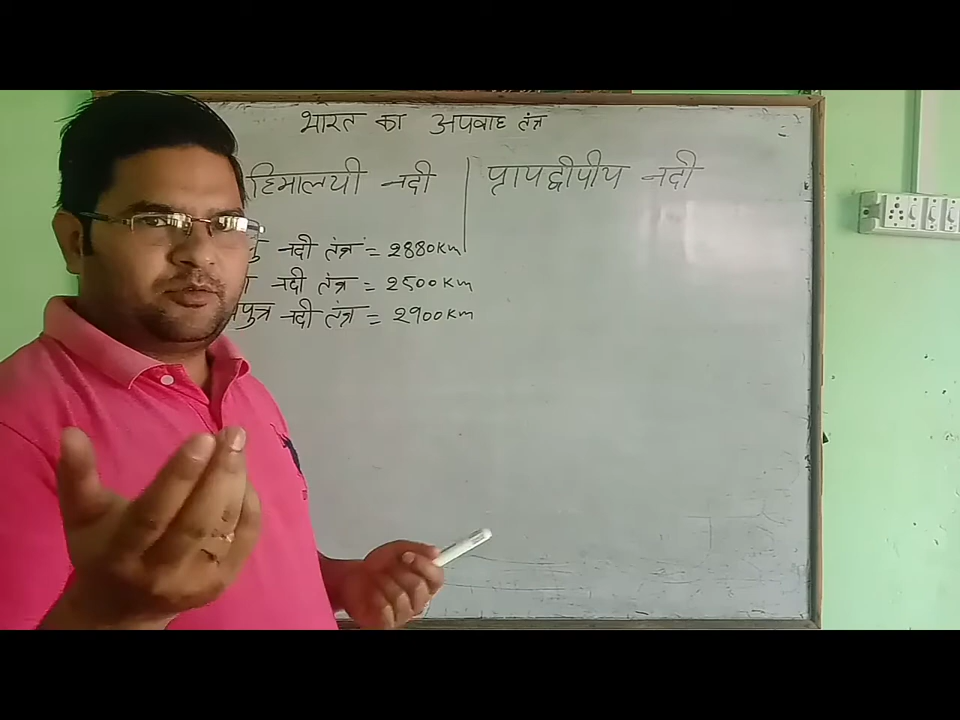 भारत का अपवाह तंत्र
हिमालयी नदी
प्रायद्वीपीय नदी
नदी तंत्र = 2880km
नदी तंत्र = 2500km
नदी तंत्र = 2900km